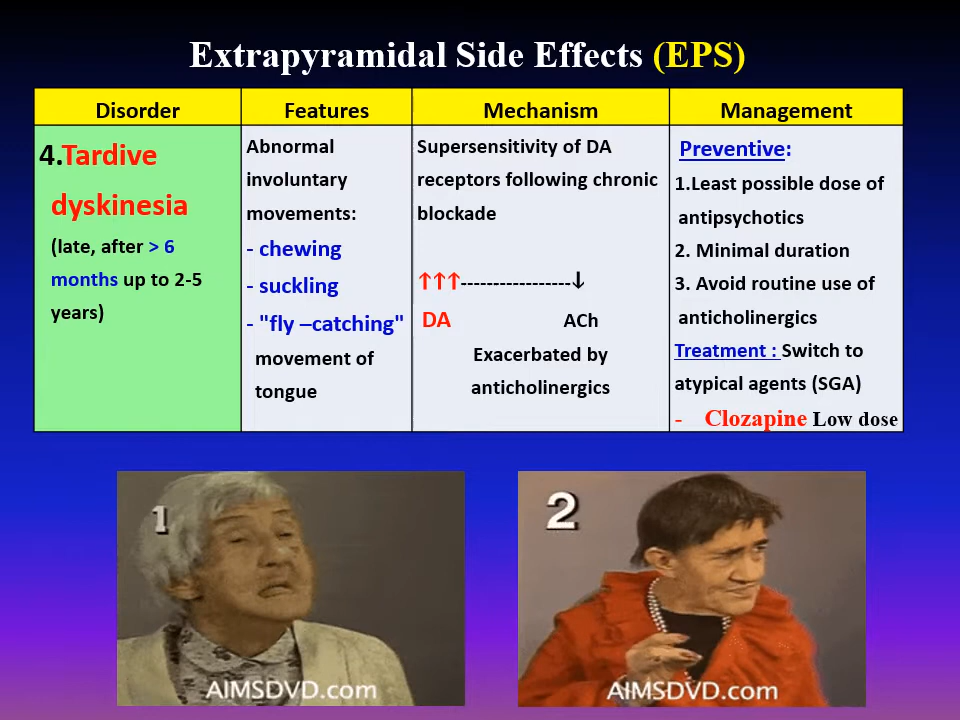 Extrapyramidal Side Effects (EPS)
Disorder
Features
Mechanism
Management
4.Tardive
dyskinesia
(late, after > 6
months up to 2-5
years)
Abnormal
involuntary
movements:
- chewing
- suckling
- "fly –catching"
movement of
tongue
Supersensitivity of DA
receptors following chronic
blockade
↑↑↑-----------------↓
DA ACh
Exacerbated by
anticholinergics
Preventive:
1.Least possible dose of
antipsychotics
2. Minimal duration
3. Avoid routine use of
anticholinergics
Treatment : Switch to
atypical agents (SGA)
- Clozapine Low dose
1
AIMSDVD.com
2
AIMSDVD.com